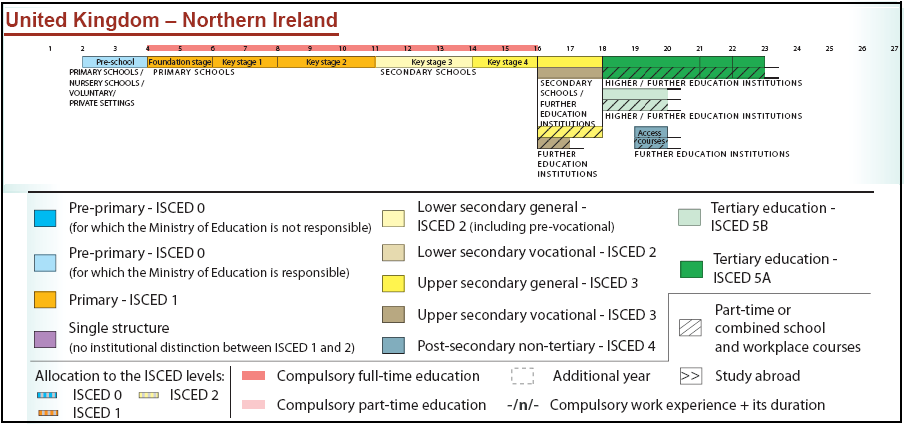 United Kingdom – Northern Ireland
1 2 3 4 5 6 7 8 9 10 11 12 13 14 15 16 17 18 19 20 21 22 23 24 25 26 27
Pre-school Foundation stage Key stage 1 Key stage 2 Key stage 3 Key stage 4
PRIMARY SCHOOLS /
NURSERY SCHOOLS /
VOLUNTARY/
PRIVATE SETTINGS
PRIMARY SCHOOLS
SECONDARY SCHOOLS
SECONDARY
SCHOOLS /
FURTHER
EDUCATION
INSTITUTIONS
HIGHER / FURTHER EDUCATION INSTITUTIONS
HIGHER / FURTHER EDUCATION INSTITUTIONS
Access
courses
FURTHER
EDUCATION
INSTITUTIONS
FURTHER EDUCATION INSTITUTIONS
Pre-primary - ISCED 0
(for which the Ministry of Education is not responsible)
Pre-primary - ISCED 0
(for which the Ministry of Education is responsible)
Primary - ISCED 1
Single structure
(no institutional distinction between ISCED 1 and 2)
Lower secondary general -
ISCED 2 (including pre-vocational)
Lower secondary vocational - ISCED 2
Upper secondary general - ISCED 3
Upper secondary vocational - ISCED 3
Post-secondary non-tertiary - ISCED 4
Tertiary education -
ISCED 5B
Tertiary education -
ISCED 5A
Part-time or
combined school
and workplace courses
Allocation to the ISCED levels:
ISCED 0 ISCED 2
ISCED 1
Compulsory full-time education
Compulsory part-time education
Additional year
-/n/- Compulsory work experience + its duration
>> Study abroad